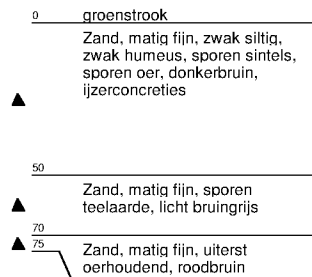 0 groenstrook
Zand, matig fijn, zwak siltig,
zwak humeus, sporen sintels,
sporen oer, donkerbruin,
ijzerconcreties
50
Zand, matig fijn, sporen
teelaarde, licht bruingrijs
70
75 Zand, matig fijn, uiterst
oerhoudend, roodbruin